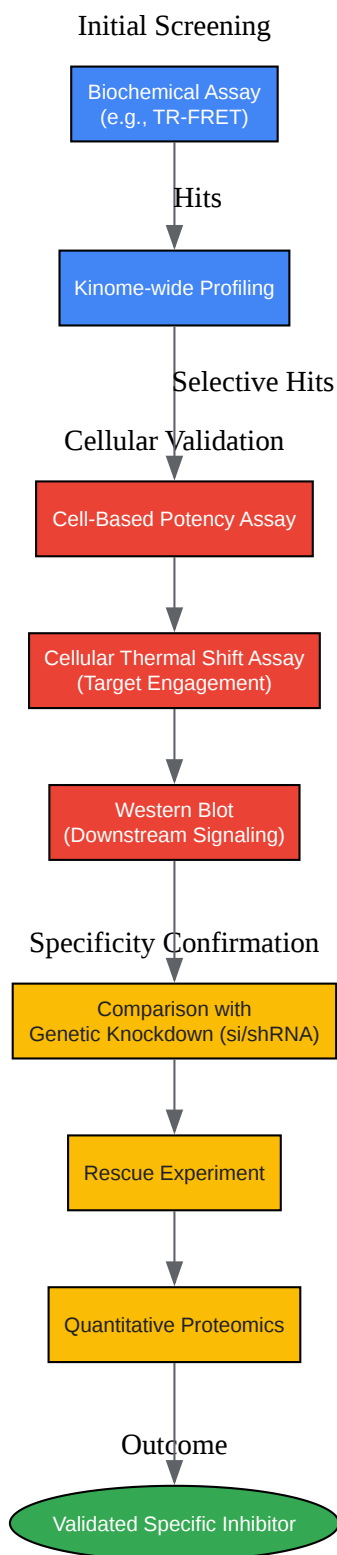 Initial Screening
Biochemical Assay
(e.g., TR-FRET)
Hits
Kinome-wide Profiling
Selective Hits
Cellular Validation
Cell-Based Potency Assay
Cellular Thermal Shift Assay
(Target Engagement)
Western Blot
(Downstream Signaling)
Specificity Confirmation
Comparison with
Genetic Knockdown (si/shRNA)
Rescue Experiment
Quantitative Proteomics
Outcome
Validated Specific Inhibitor